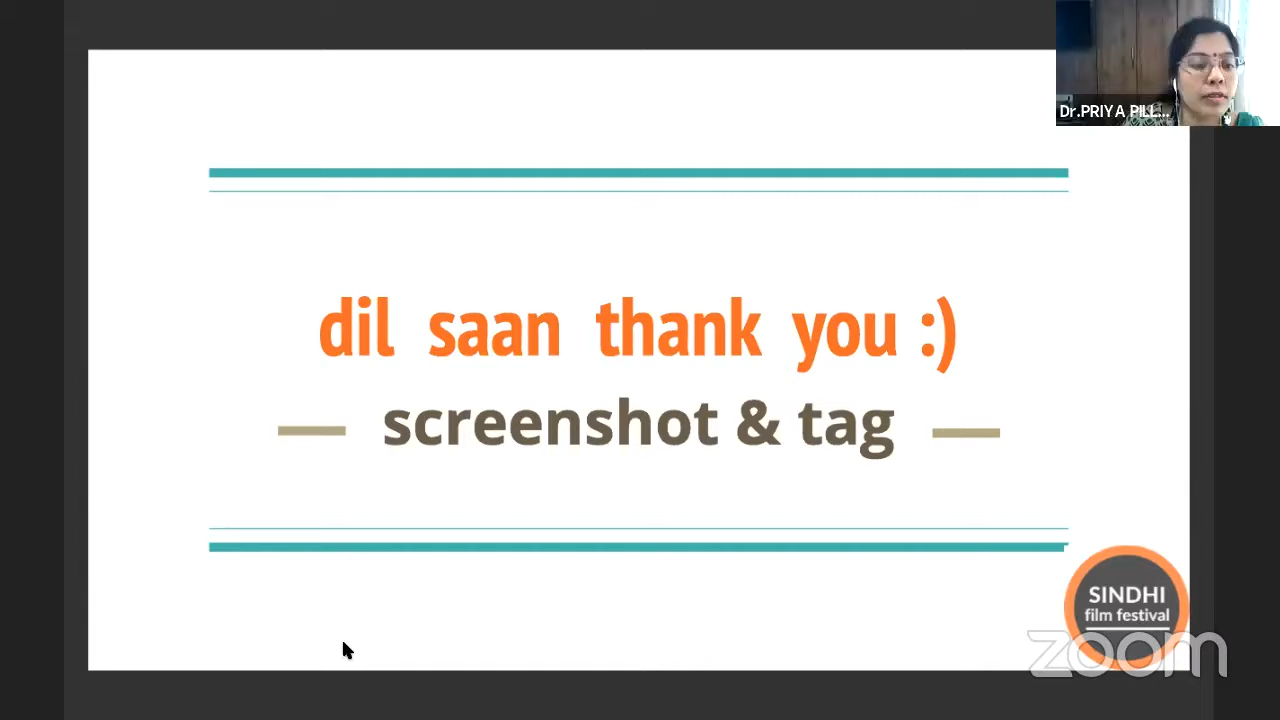 Dr.PRIYA PILL...
dil saan thank you :)
screenshot & tag
SINDHI
film festival
zoom